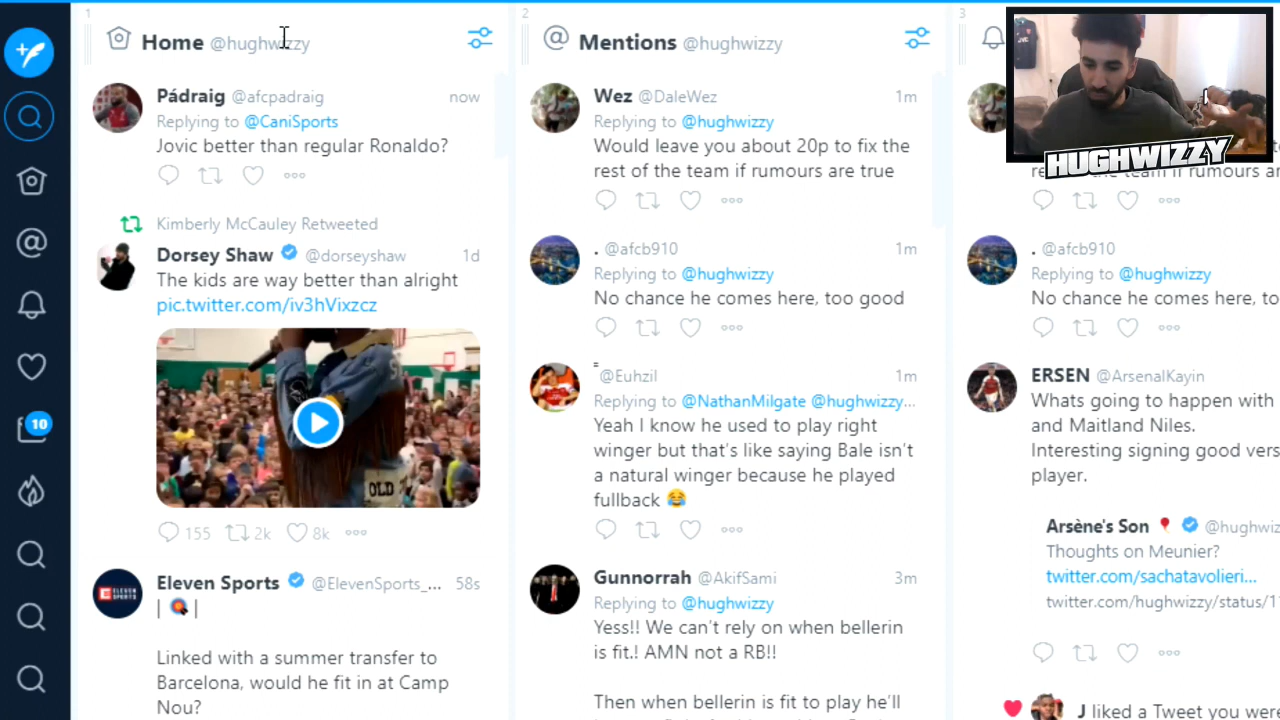 1
Home @hughwizzy
Pádraig @afcpadraig now
Replying to @CaniSports
Jovic better than regular Ronaldo?
Kimberly McCauley Retweeted
Dorsey Shaw @dorseyshaw 1d
The kids are way better than alright
pic.twitter.com/iv3hVixzcz
OLD
155 2k 8k
Eleven Sports @ElevenSports_... 58s
| |
Linked with a summer transfer to
Barcelona, would he fit in at Camp
Nou?
10
2
@ Mentions @hughwizzy
Wez @DaleWez 1m
Replying to @hughwizzy
Would leave you about 20p to fix the
rest of the team if rumours are true
. @afcb910 1m
Replying to @hughwizzy
No chance he comes here, too good
@Euhzil 1m
Replying to @NathanMilgate @hughwizzy...
Yeah I know he used to play right
winger but that's like saying Bale isn't
a natural winger because he played
fullback 😂
Gunnorrah @AkifSami 3m
Replying to @hughwizzy
Yess!! We can't rely on when bellerin
is fit.! AMN not a RB!!
Then when bellerin is fit to play he'll
3
HUGHWIZZY
. @afcb910
Replying to @hughwizzy
No chance he comes here, to
ERSEN @ArsenalKayin
Whats going to happen with
and Maitland Niles.
Interesting signing good vers
player.
Arsène's Son @hughwiz
Thoughts on Meunier?
twitter.com/sachatavolieri...
twitter.com/hughwizzy/status/1
J liked a Tweet you were